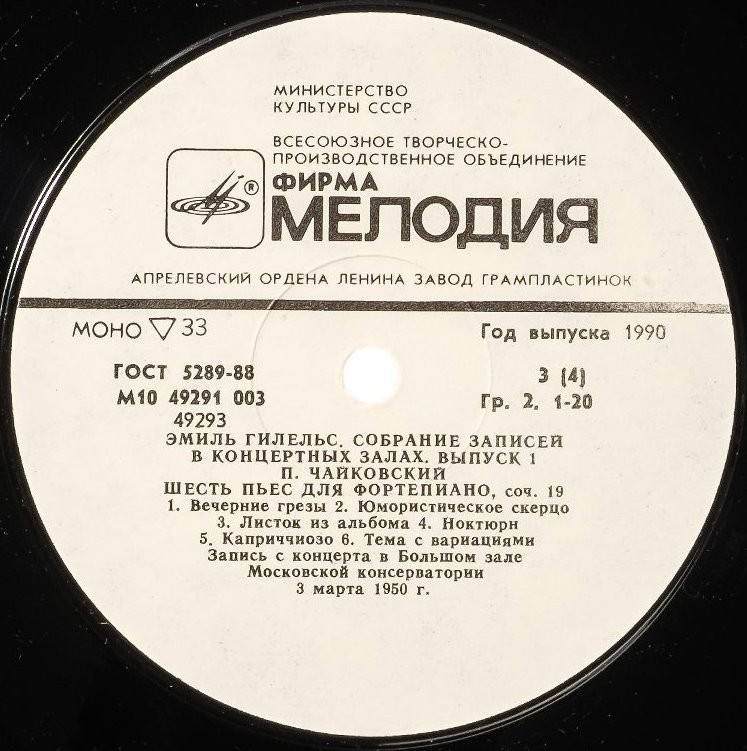 МИНИСТЕРСТВО
КУЛЬТУРЫ СССР
ВСЕСОЮЗНОЕ ТВОРЧЕСКО-
ПРОИЗВОДСТВЕННОЕ ОБЪЕДИНЕНИЕ
®
ФИРМА
МЕЛОДИЯ
АПРЕЛЕВСКИЙ ОРДЕНА ЛЕНИНА ЗАВОД ГРАМПЛАСТИНОК
МОНО ▽ 33 Год выпуска 1990
ГОСТ 5289-88 3 (4)
М10 49291 003 Гр. 2. 1-20
49293
ЭМИЛЬ ГИЛЕЛЬС. СОБРАНИЕ ЗАПИСЕЙ
В КОНЦЕРТНЫХ ЗАЛАХ. ВЫПУСК 1
П. ЧАЙКОВСКИЙ
ШЕСТЬ ПЬЕС ДЛЯ ФОРТЕПИАНО, соч. 19
1. Вечерние грезы 2. Юмористическое скерцо
3. Листок из альбома 4. Ноктюрн
5. Каприччиозо 6. Тема с вариациями
Запись с концерта в Большом зале
Московской консерватории
3 марта 1950 г.